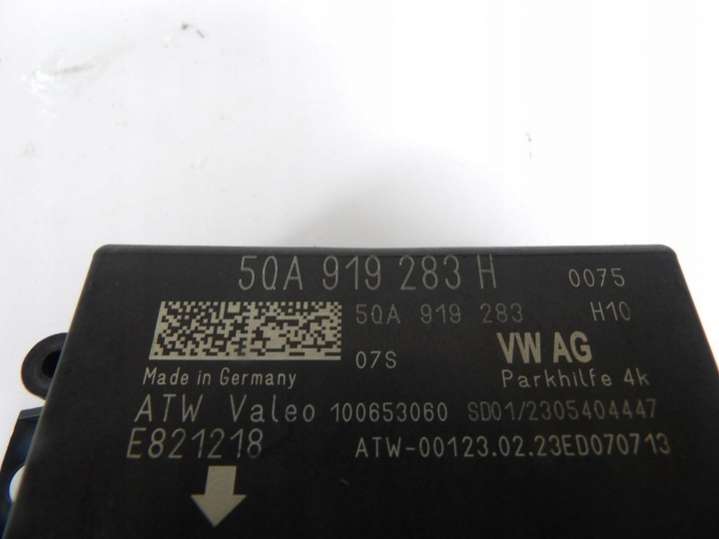 5QA 919 283 H 0075
5QA 919 283 H10
07S VW AG
Made in Germany Parkhilfe 4k
ATW Valeo 100653060 SD01/2305404447
E821218 ATW-00123.02.23ED070713